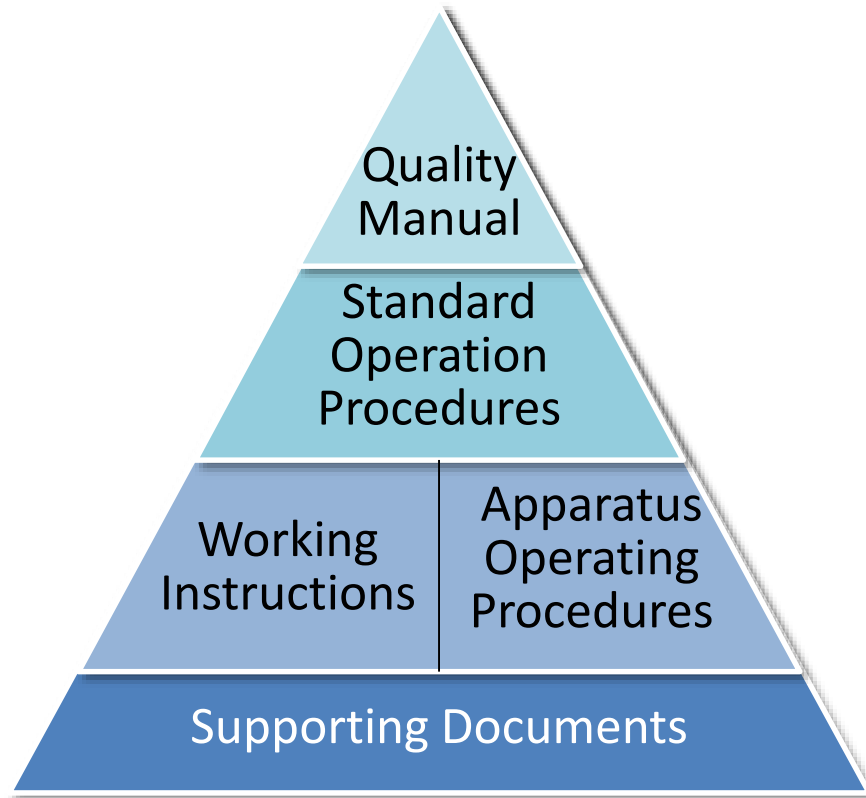 Quality
Manual
Standard
Operation
Procedures
Working
Instructions
Apparatus
Operating
Procedures
Supporting Documents